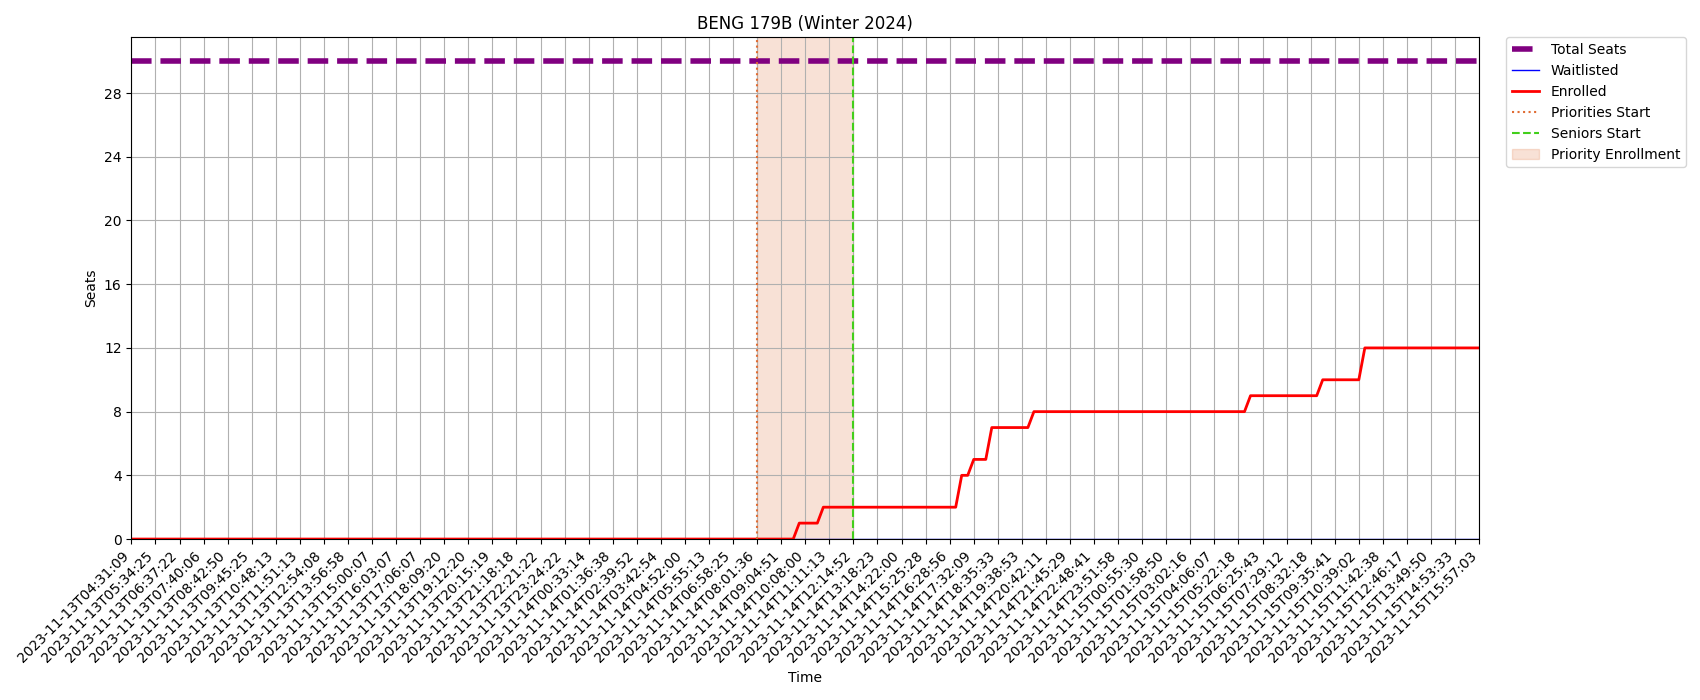 BENG 179B (Winter 2024)
Total Seats
Waitlisted
Enrolled
Priorities Start
Seniors Start
Priority Enrollment
Seats
28
24
20
16
12
8
4
0
2023-11-13T04:31:09
2023-11-13T05:34:25
2023-11-13T06:37:22
2023-11-13T07:40:06
2023-11-13T08:42:50
2023-11-13T09:45:25
2023-11-13T10:48:13
2023-11-13T11:51:13
2023-11-13T12:54:08
2023-11-13T13:56:58
2023-11-13T15:00:07
2023-11-13T16:03:07
2023-11-13T17:06:07
2023-11-13T18:09:20
2023-11-13T19:12:20
2023-11-13T20:15:19
2023-11-13T21:18:18
2023-11-13T22:21:22
2023-11-13T23:24:22
2023-11-14T00:33:14
2023-11-14T01:36:38
2023-11-14T02:39:52
2023-11-14T03:42:54
2023-11-14T04:52:00
2023-11-14T05:55:13
2023-11-14T06:58:25
2023-11-14T08:01:36
2023-11-14T09:04:51
2023-11-14T10:08:00
2023-11-14T11:11:13
2023-11-14T12:14:52
2023-11-14T13:18:23
2023-11-14T14:22:00
2023-11-14T15:25:28
2023-11-14T16:28:56
2023-11-14T17:32:09
2023-11-14T18:35:33
2023-11-14T19:38:53
2023-11-14T20:42:11
2023-11-14T21:45:29
2023-11-14T22:48:41
2023-11-14T23:51:58
2023-11-15T00:55:30
2023-11-15T01:58:50
2023-11-15T03:02:16
2023-11-15T04:06:07
2023-11-15T05:22:18
2023-11-15T06:25:43
2023-11-15T07:29:12
2023-11-15T08:32:18
2023-11-15T09:35:41
2023-11-15T10:39:02
2023-11-15T11:42:38
2023-11-15T12:46:17
2023-11-15T13:49:50
2023-11-15T14:53:33
2023-11-15T15:57:03
Time